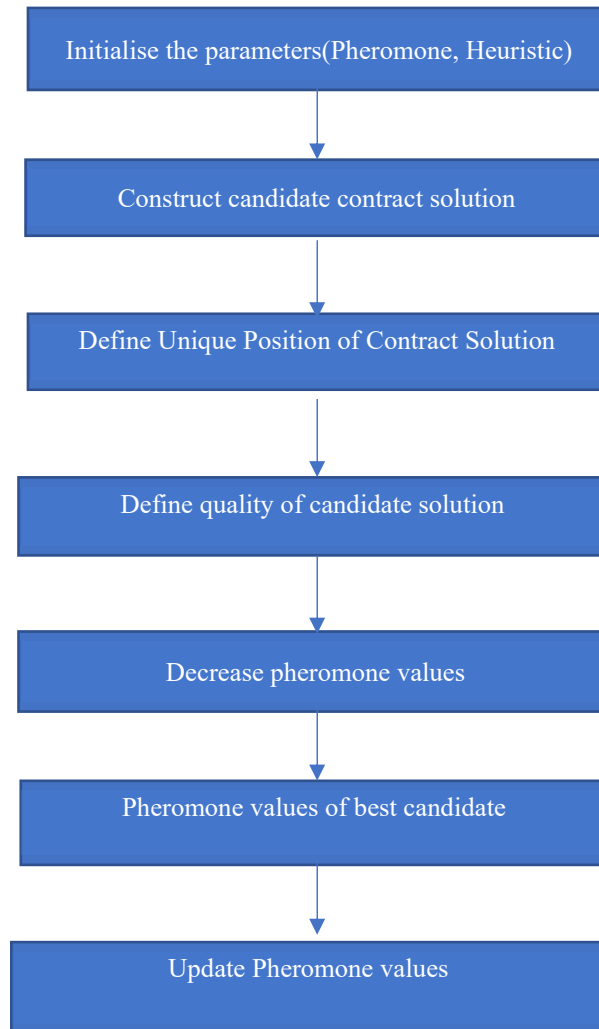 Initialise the parameters(Pheromone, Heuristic)
Construct candidate contract solution
Define Unique Position of Contract Solution
Define quality of candidate solution
Decrease pheromone values
Pheromone values of best candidate
Update Pheromone values